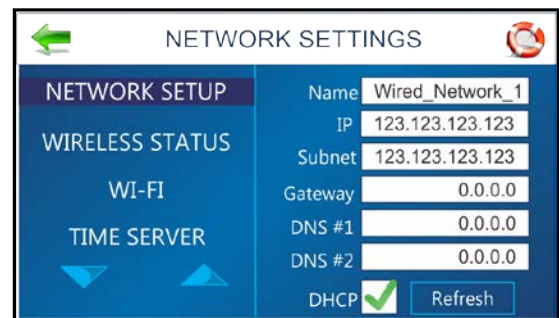 NETWORK SETTINGS
NETWORK SETUP
WIRELESS STATUS
WI-FI
TIME SERVER
Name Wired_Network_1
IP 123.123.123.123
Subnet 123.123.123.123
Gateway 0.0.0.0
DNS #1 0.0.0.0
DNS #2 0.0.0.0
DHCP Refresh